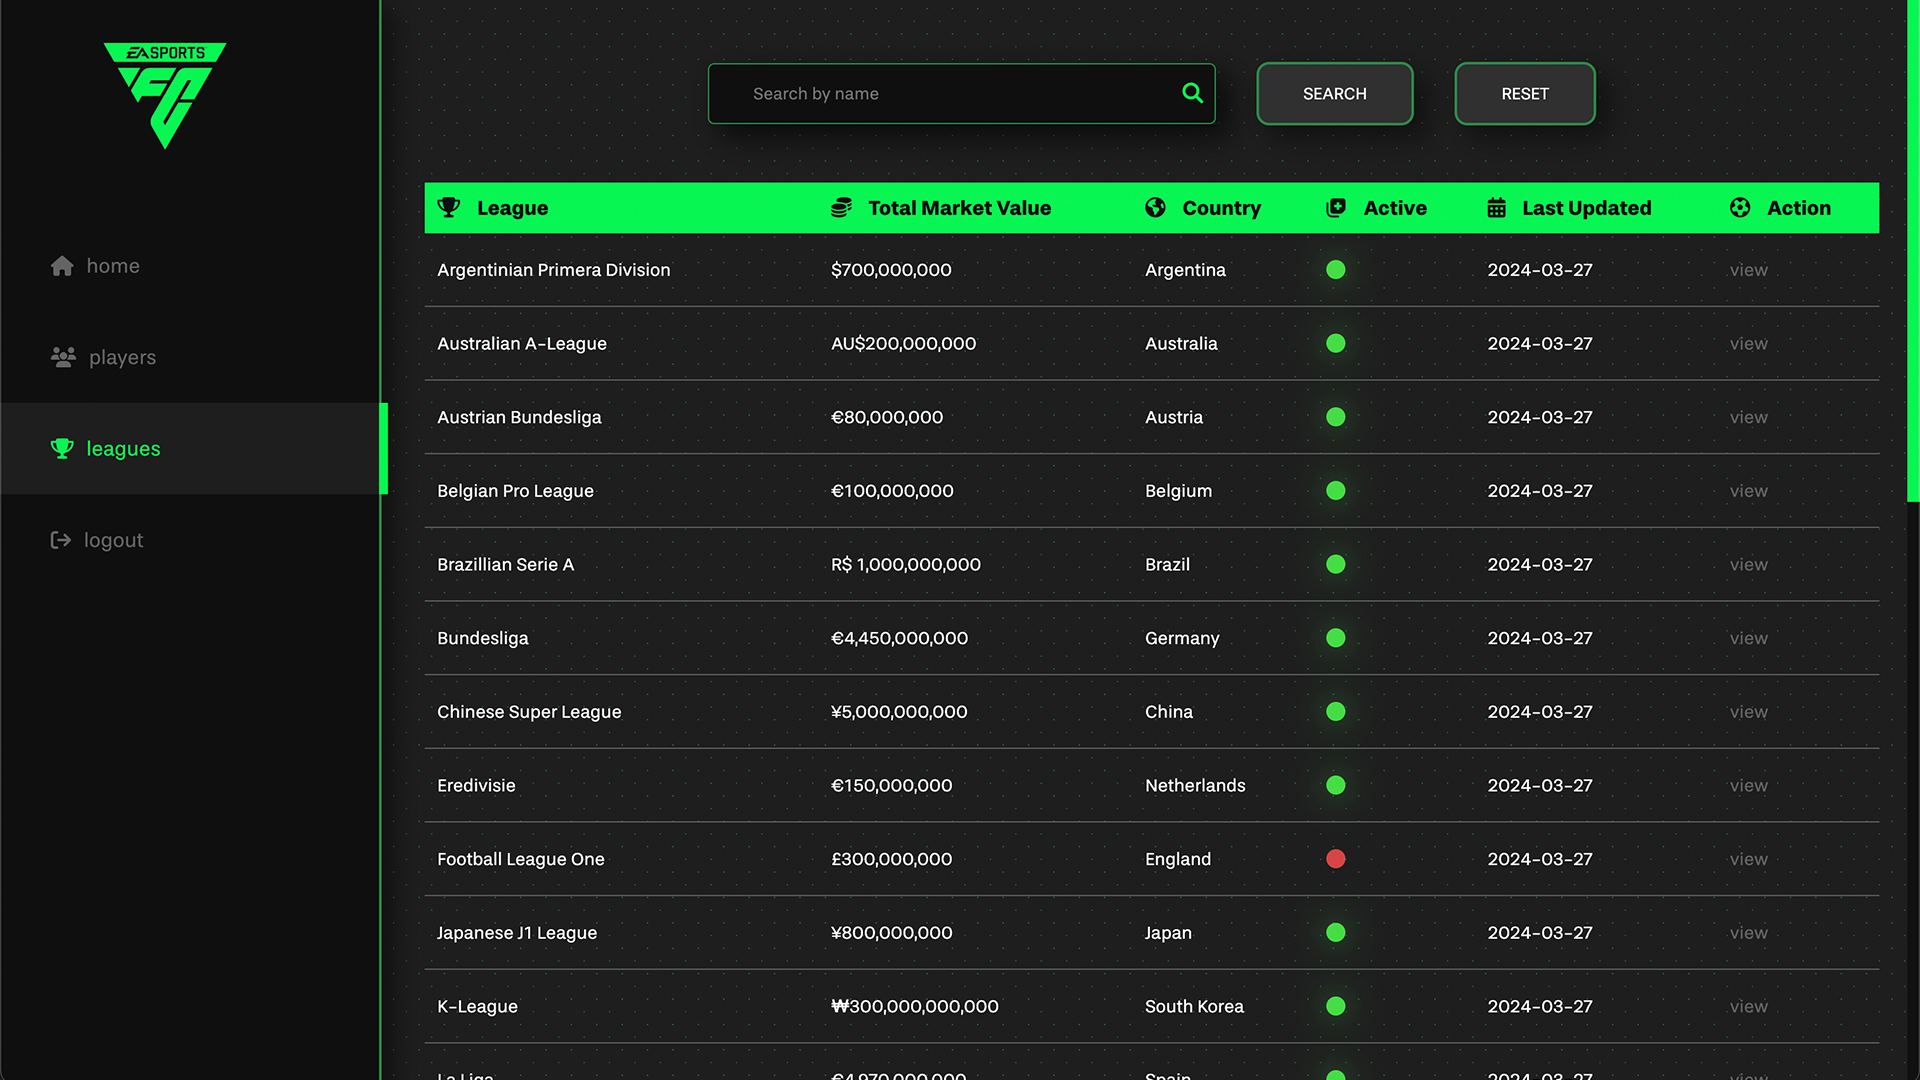 EA SPORTS
FC
home
players
leagues
logout
Search by name
SEARCH
RESET
League Total Market Value Country Active Last Updated Action
Argentinian Primera Division $700,000,000 Argentina 2024-03-27 view
Australian A-League AU$200,000,000 Australia 2024-03-27 view
Austrian Bundesliga €80,000,000 Austria 2024-03-27 view
Belgian Pro League €100,000,000 Belgium 2024-03-27 view
Brazillian Serie A R$ 1,000,000,000 Brazil 2024-03-27 view
Bundesliga €4,450,000,000 Germany 2024-03-27 view
Chinese Super League ¥5,000,000,000 China 2024-03-27 view
Eredivisie €150,000,000 Netherlands 2024-03-27 view
Football League One £300,000,000 England 2024-03-27 view
Japanese J1 League ¥800,000,000 Japan 2024-03-27 view
K-League ₩300,000,000,000 South Korea 2024-03-27 view
La Liga €4,970,000,000 Spain 2024-03-27 view